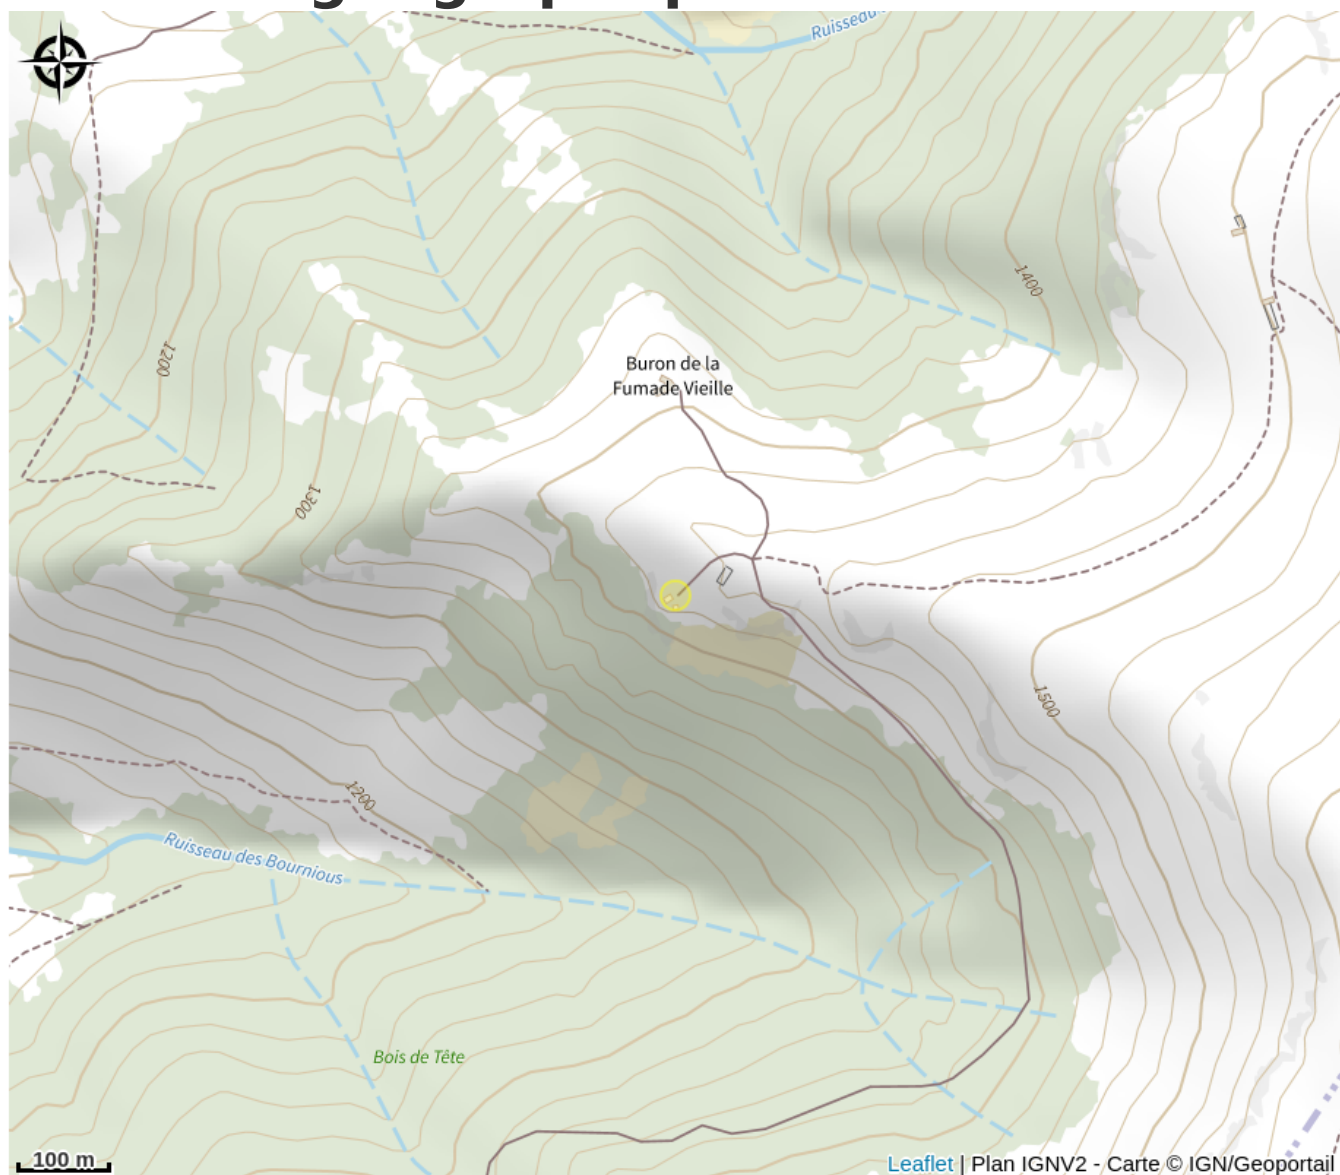 Ruisseau
1400
1200
Buron de la
Fumade Vieille
1300
1500
1200
Ruisseau des Bournious
Bois de Tête
100 m
Leaflet | Plan IGNV2 - Carte © IGN/Geoportail